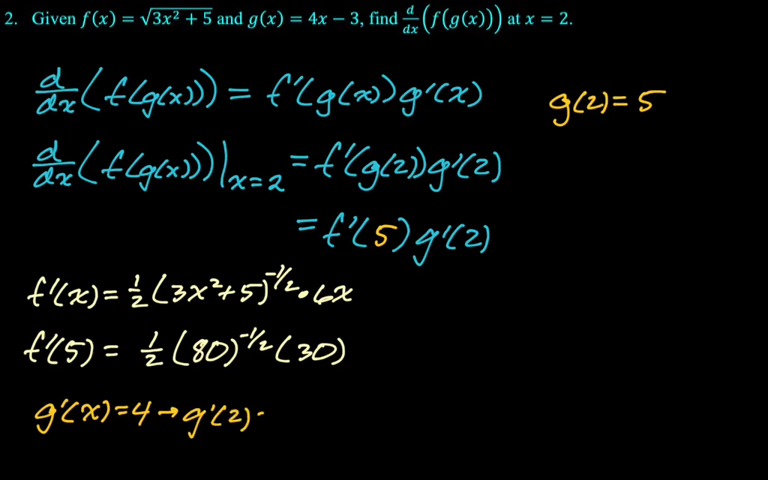 2. Given f(x) = √(3x² + 5) and g(x) = 4x − 3, find d/dx (f(g(x))) at x = 2.
d/dx (f(g(x))) = f'(g(x))g'(x)
g(2) = 5
d/dx (f(g(x)))|x=2 = f'(g(2))g'(2)
= f'(5)g'(2)
f'(x) = 1/2 (3x²+5)^-1/2 • 6x
f'(5) = 1/2 (80)^-1/2 (30)
g'(x) = 4 → g'(2) -